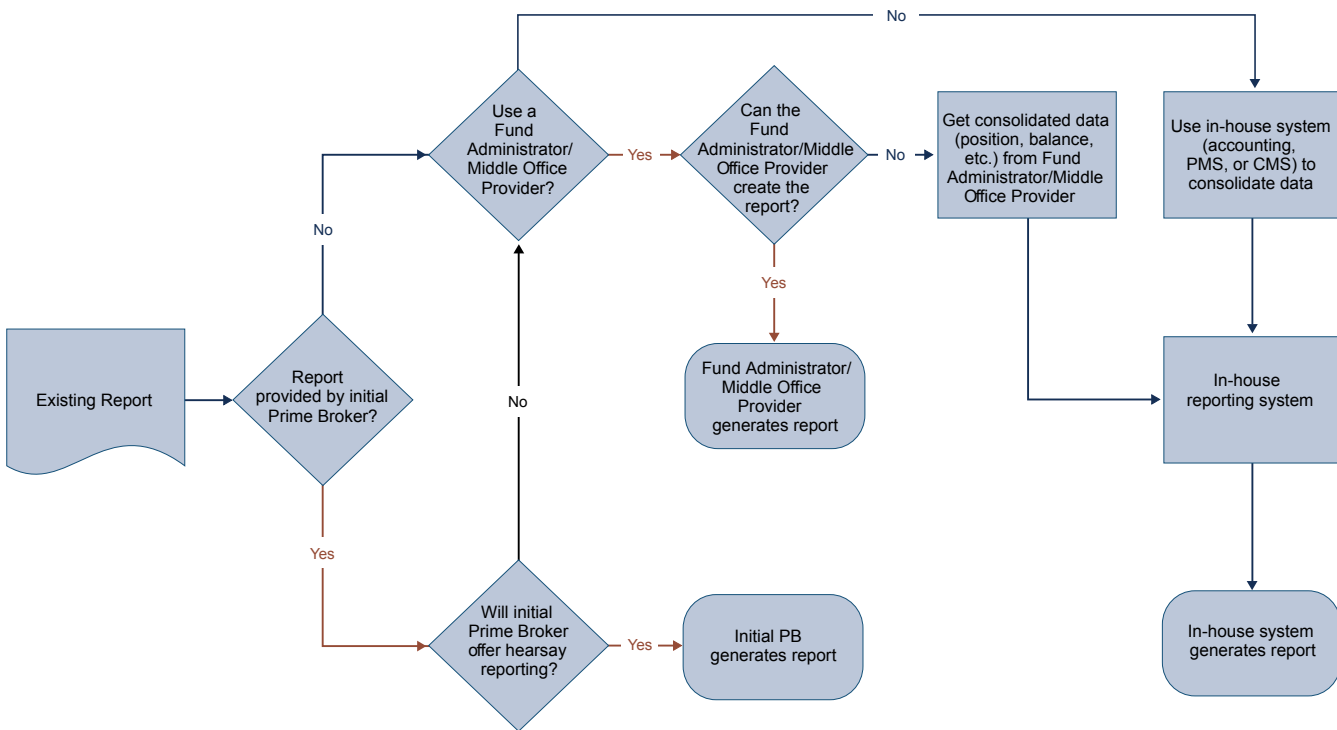 No
Use a
Fund
Administrator/
Middle Office
Provider?
Yes
Can the
Fund
Administrator/Middle
Office Provider
create the
report?
No
Get consolidated data
(position, balance,
etc.) from Fund
Administrator/Middle
Office Provider
Use in-house system
(accounting,
PMS, or CMS) to
consolidate data
No
Yes
Existing Report
Report
provided by initial
Prime Broker?
No
Fund Administrator/
Middle Office
Provider
generates report
In-house
reporting system
Yes
Will initial
Prime Broker
offer hearsay
reporting?
Yes
Initial PB
generates report
In-house system
generates report